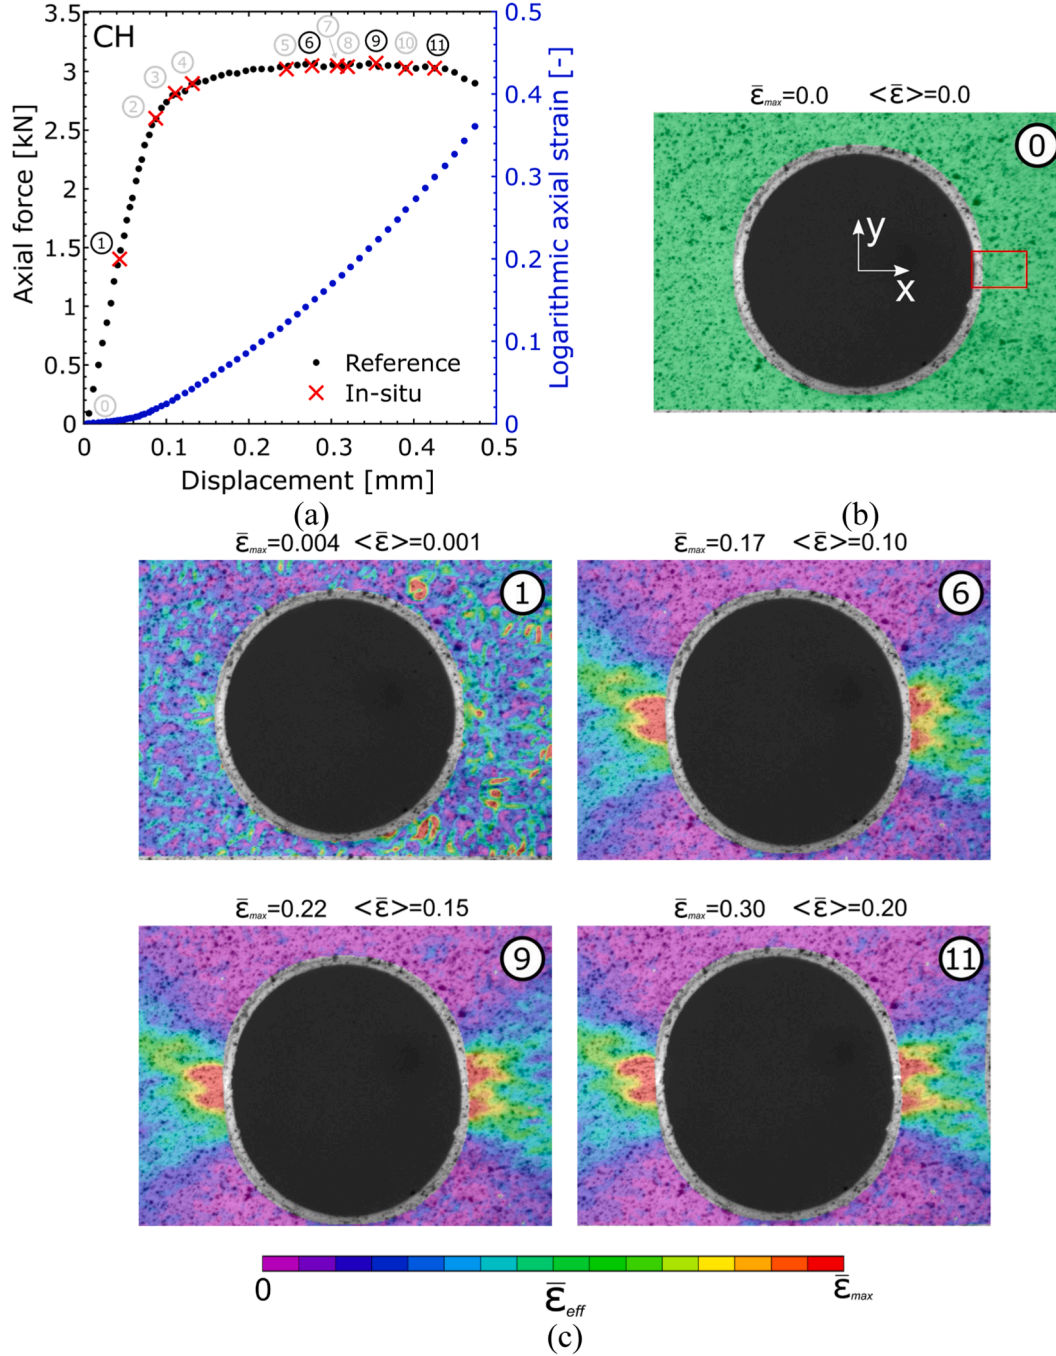 CH
3.5
3
2.5
2
1.5
1
0.5
0
Axial force [kN]
0 1 2 3 4 5 6 7 8 9 10 11
Reference
In-situ
0 0.1 0.2 0.3 0.4 0.5
Displacement [mm]
0.5
0.4
0.3
0.2
0.1
0
Logarithmic axial strain [-]
(a)
ε̄max=0.0 <ε̄>=0.0
0
y
x
(b)
ε̄max=0.004 <ε̄>=0.001
1
ε̄max=0.17 <ε̄>=0.10
6
ε̄max=0.22 <ε̄>=0.15
9
ε̄max=0.30 <ε̄>=0.20
11
0 ε̄eff ε̄max
(c)